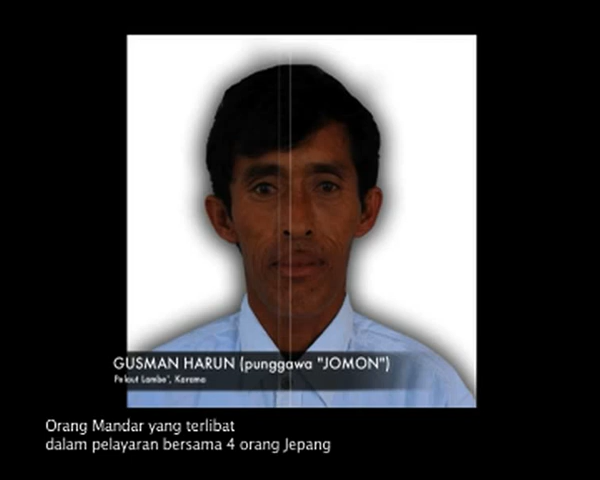 GUSMAN HARUN (punggawa "JOMON")
Pelaut Lambo', Karama
Orang Mandar yang terlibat
dalam pelayaran bersama 4 orang Jepang